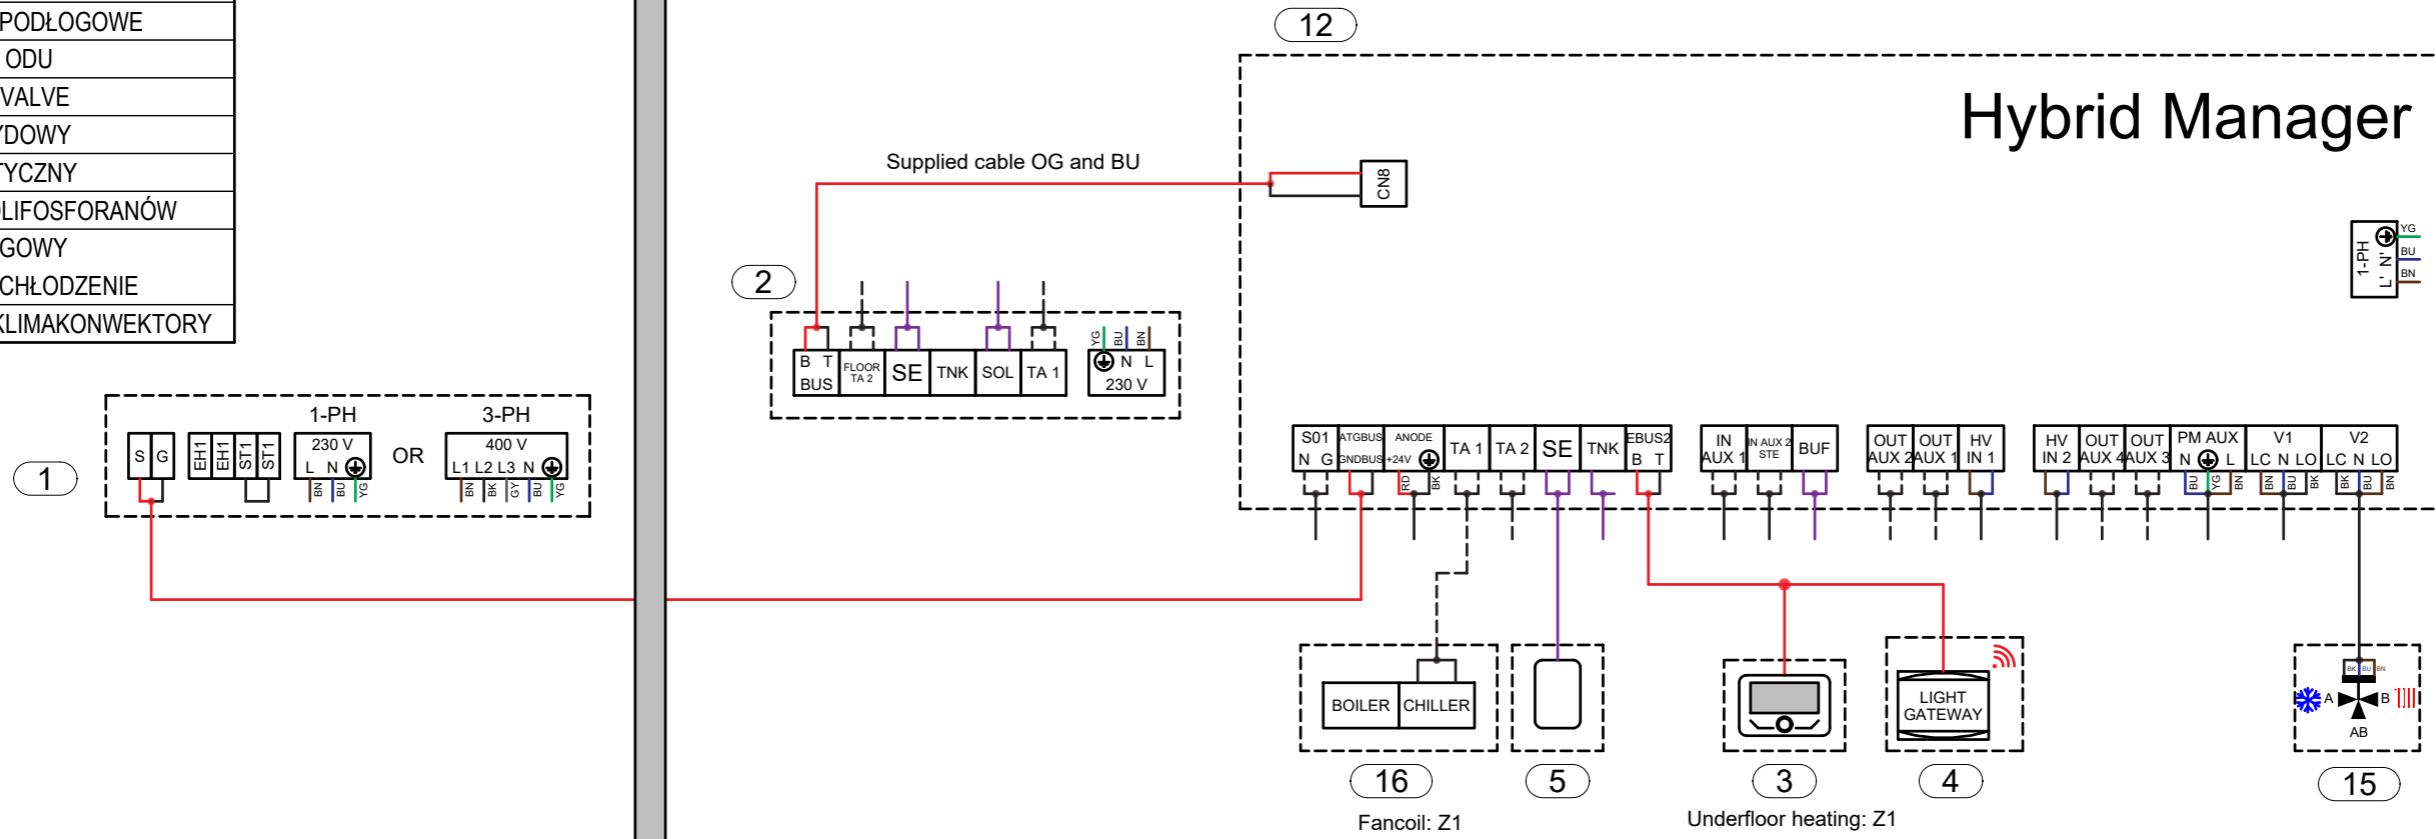 PODŁOGOWE
ODU
VALVE
YDOWY
TYCZNY
OLIFOSFORANÓW
GOWY
CHŁODZENIE
KLIMAKONWEKTORY
12
Hybrid Manager
Supplied cable OG and BU
CN8
1-PH
L' N'
YG
BU
BN
2
YG BU BN
B T
BUS
FLOOR
TA 2
SE
TNK
SOL
TA 1
N L
230 V
1
S G
EH1 EH1 ST1 ST1
1-PH
230 V
L N
BN BU YG
OR
3-PH
400 V
L1 L2 L3 N
BN BK GY BU YG
S01
N G
ATGBUS
GNDBUS
ANODE
+24V
RD BK
TA 1
TA 2
SE
TNK
EBUS2
B T
IN
AUX 1
IN AUX 2
STE
BUF
OUT
AUX 2
OUT
AUX 1
HV
IN 1
HV
IN 2
OUT
AUX 4
OUT
AUX 3
PM AUX
N L
BU YG BN
V1
LC N LO
BN BU BK
V2
LC N LO
BK BU BN
BOILER
CHILLER
16
Fancoil: Z1
5
3
Underfloor heating: Z1
LIGHT
GATEWAY
4
BK BU BN
A B
AB
15